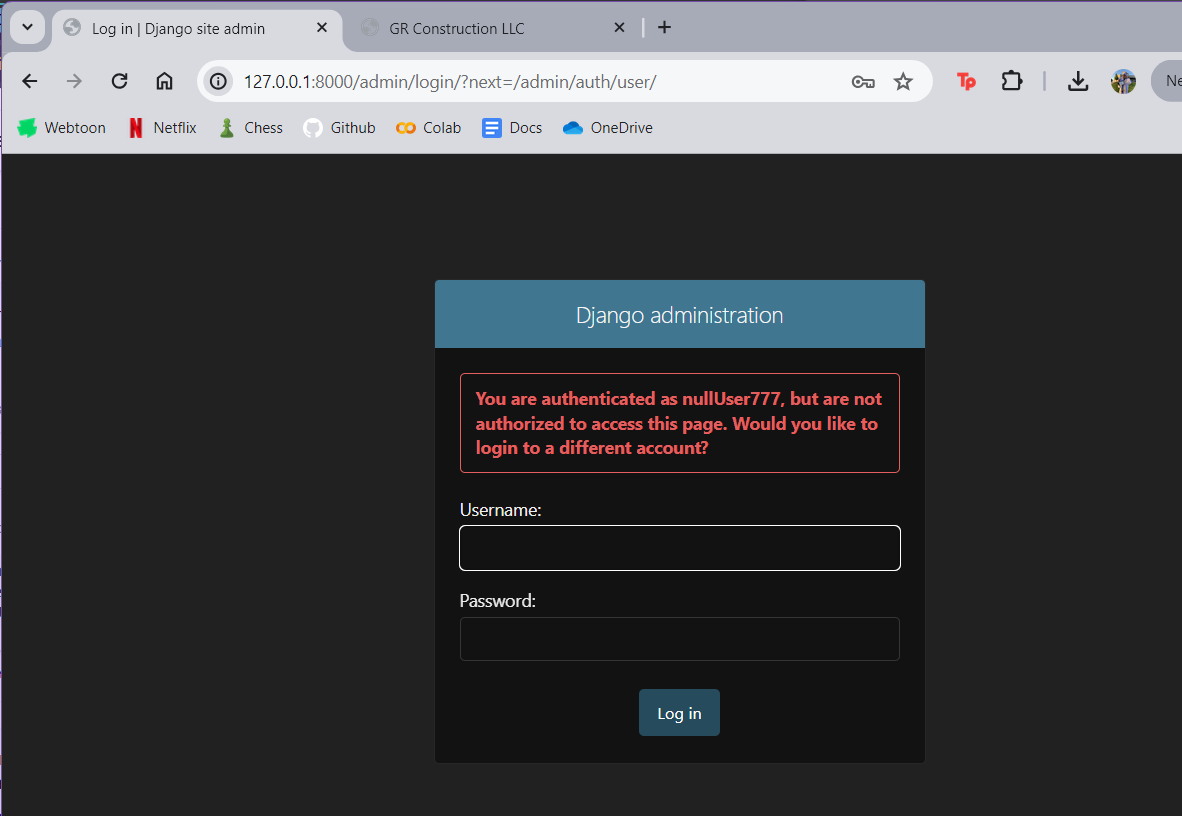 Log in | Django site admin
GR Construction LLC
127.0.0.1:8000/admin/login/?next=/admin/auth/user/
Tp
Ne
Webtoon
Netflix
Chess
Github
Colab
Docs
OneDrive
Django administration
You are authenticated as nullUser777, but are not
authorized to access this page. Would you like to
login to a different account?
Username:
Password:
Log in